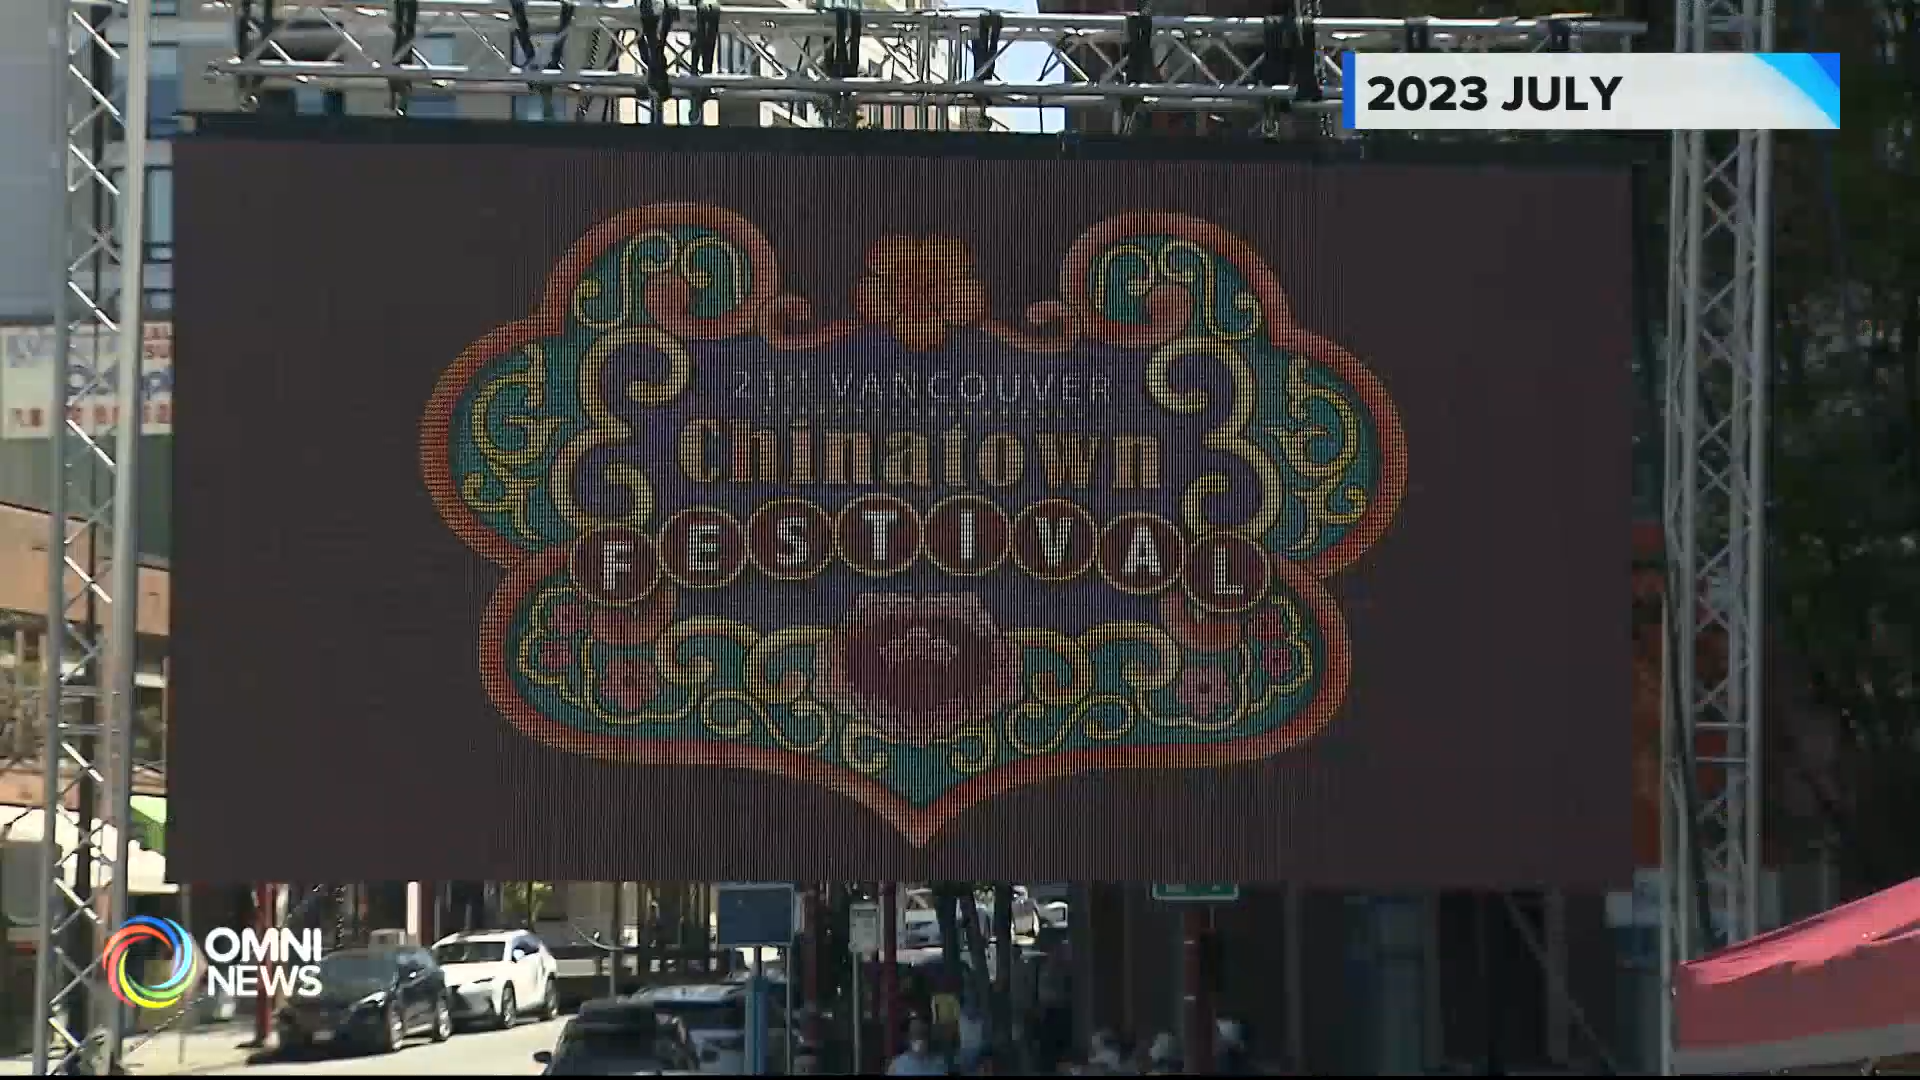 2023 JULY
21st VANCOUVER
Chinatown
FESTIVAL
OMNI
NEWS